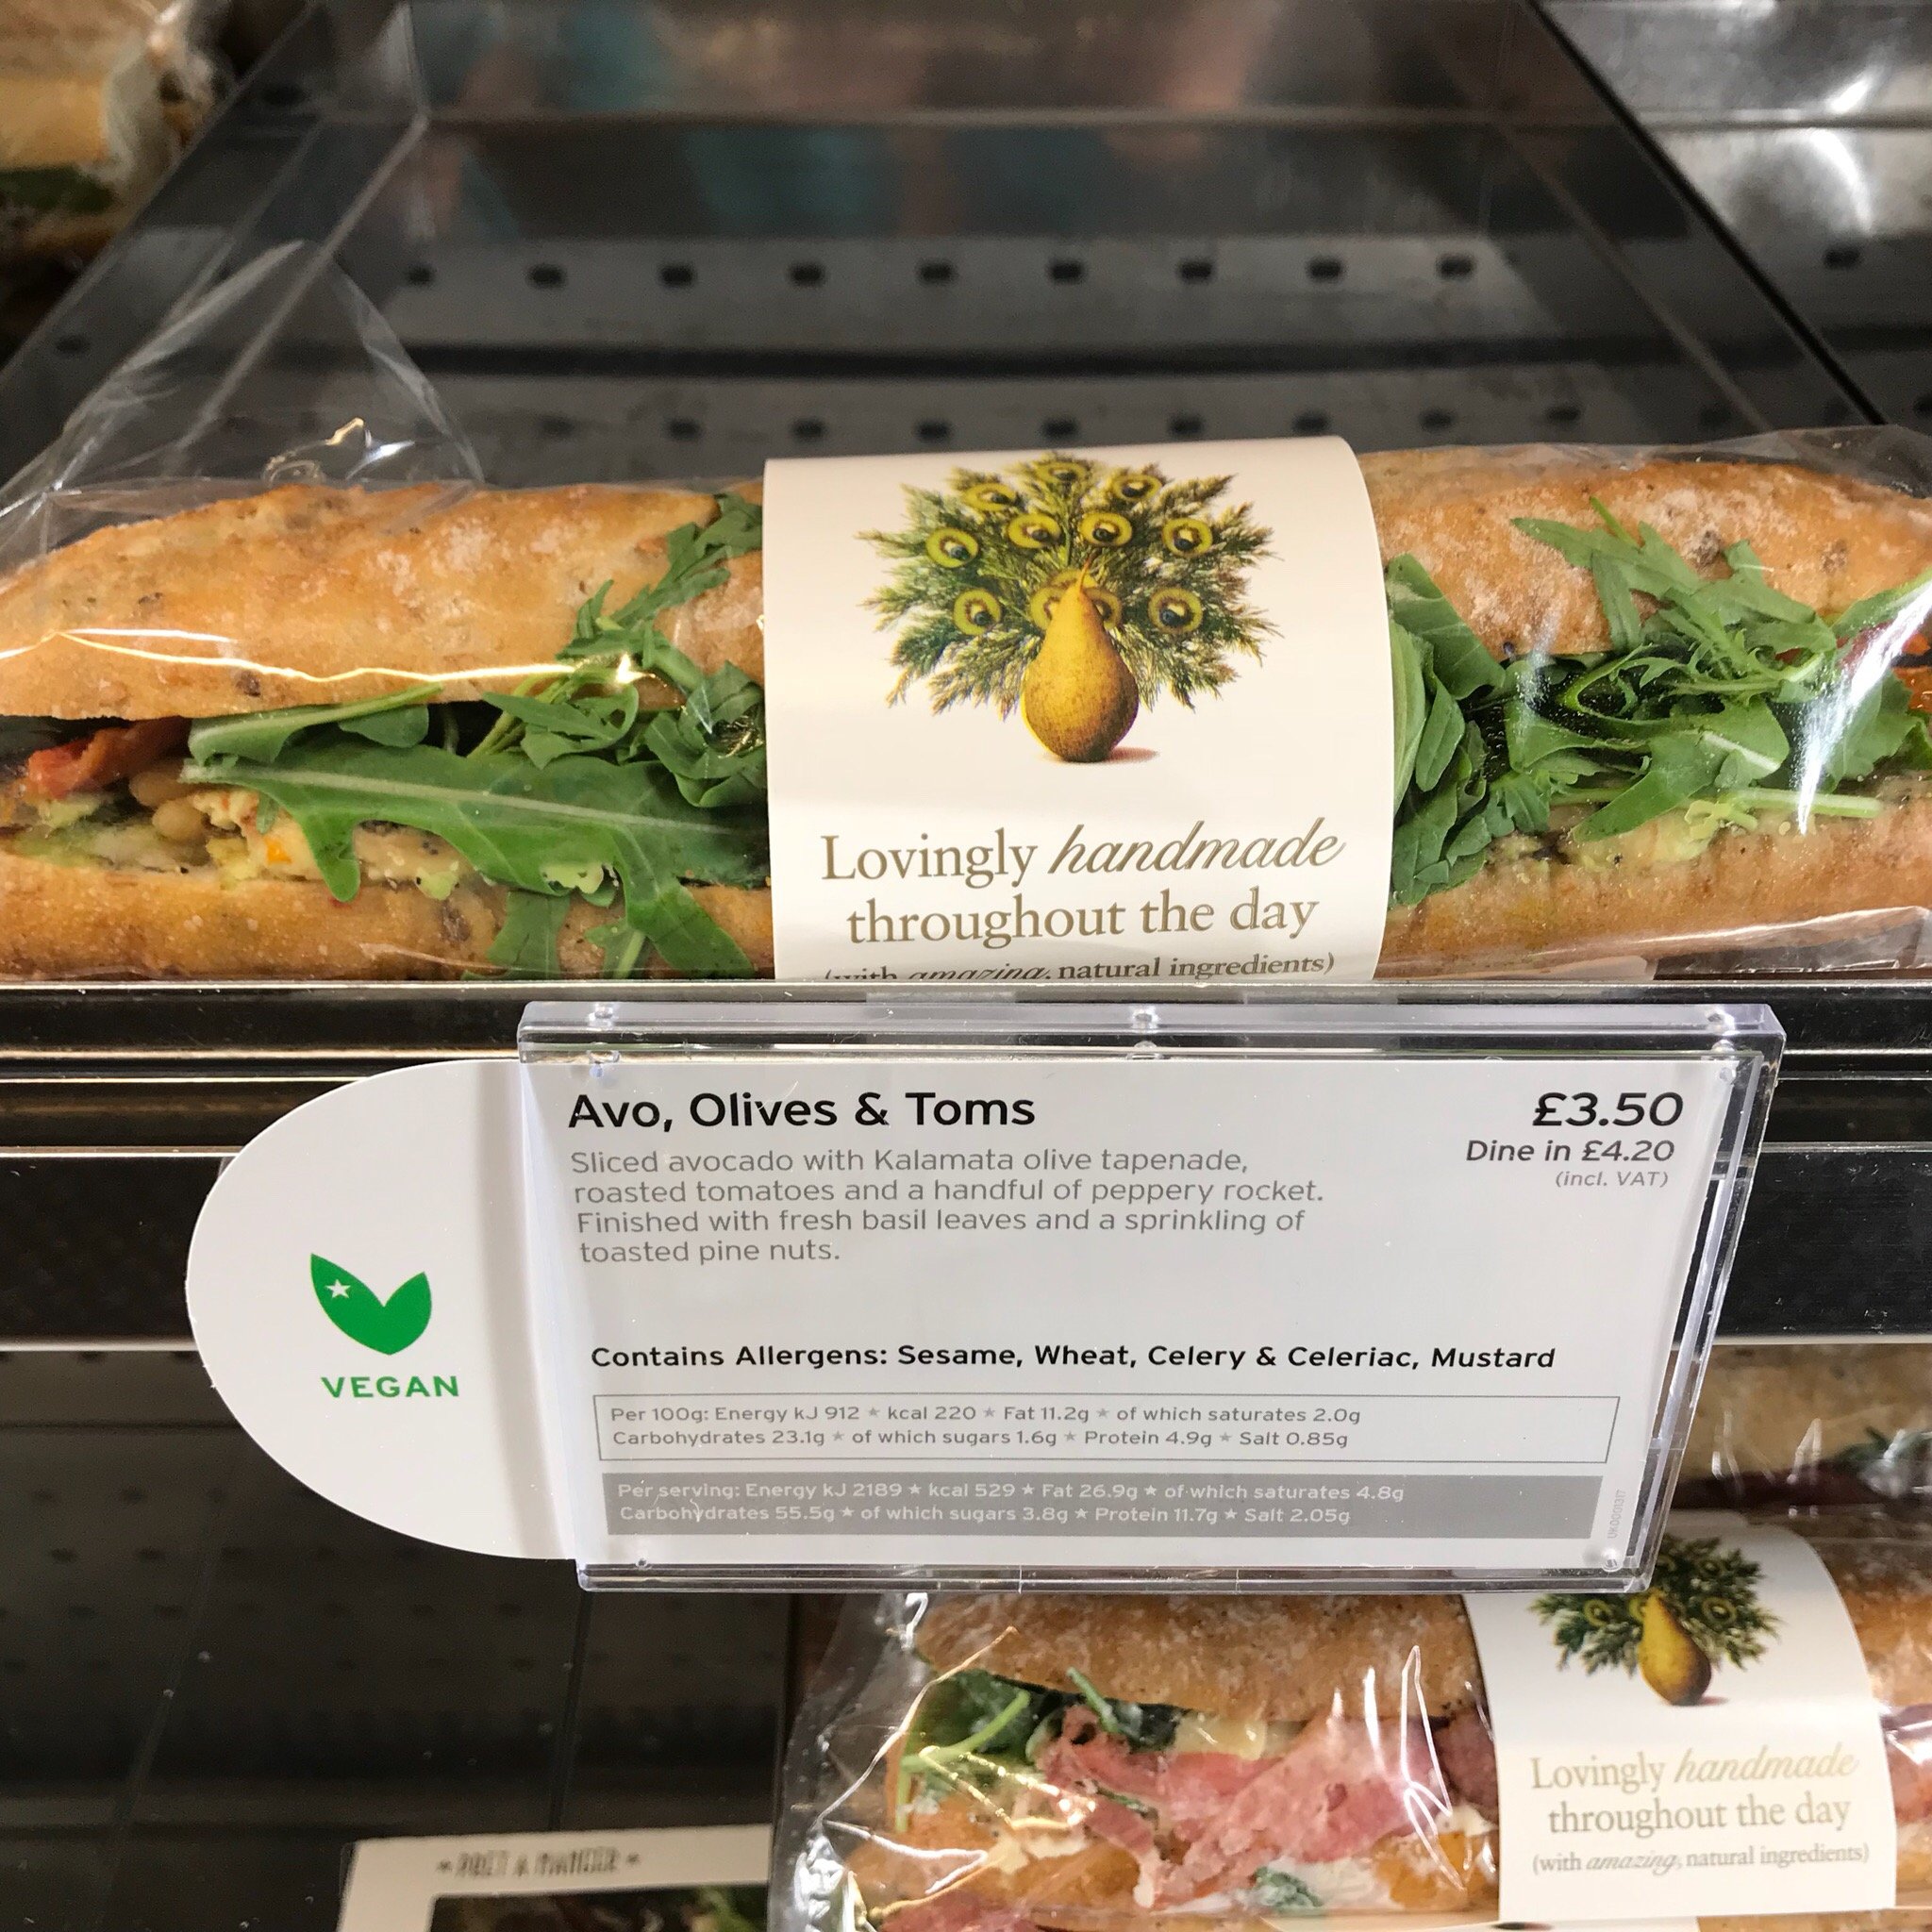 Lovingly handmade
throughout the day
(with amazing, natural ingredients)
Avo, Olives & Toms
£3.50
Dine in £4.20
(incl. VAT)
Sliced avocado with Kalamata olive tapenade,
roasted tomatoes and a handful of peppery rocket.
Finished with fresh basil leaves and a sprinkling of
toasted pine nuts.
VEGAN
Contains Allergens: Sesame, Wheat, Celery & Celeriac, Mustard
Per 100g: Energy kJ 912 ★ kcal 220 ★ Fat 11.2g ★ of which saturates 2.0g
Carbohydrates 23.1g ★ of which sugars 1.6g ★ Protein 4.9g ★ Salt 0.85g
Per serving: Energy kJ 2189 ★ kcal 529 ★ Fat 26.9g ★ of which saturates 4.8g
Carbohydrates 55.5g ★ of which sugars 3.8g ★ Protein 11.7g ★ Salt 2.05g
Lovingly handmade
throughout the day
(with amazing, natural ingredients)
★ PRET A MANGER ★